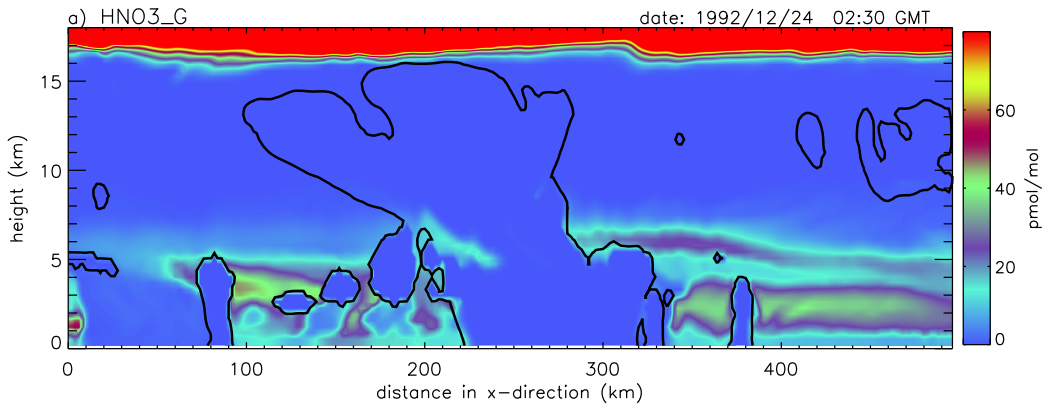 a) HNO3_G
date: 1992/12/24 02:30 GMT
15
10
5
0
height (km)
0
100
200
300
400
distance in x-direction (km)
60
40
20
0
pmol/mol